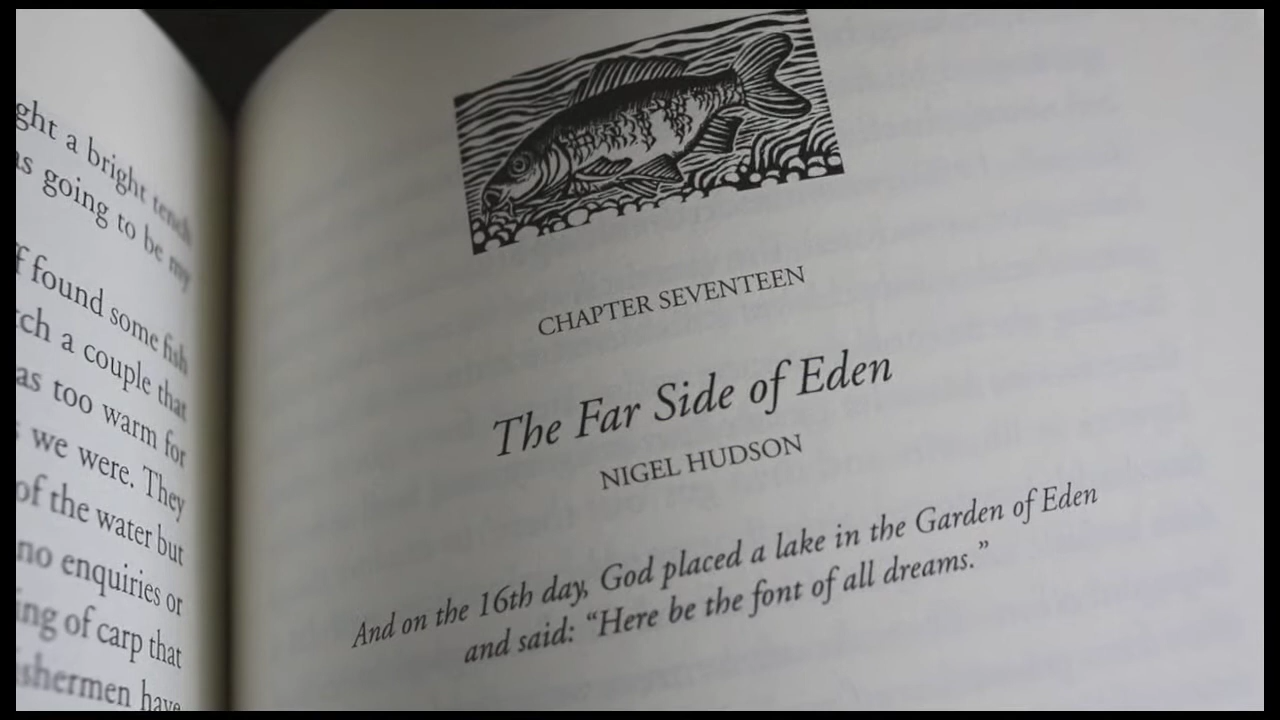 ght a bright tench
as going to be my
f found some fish
tch a couple that
as too warm for
we were. They
of the water but
no enquiries or
ing of carp that
ishermen have
CHAPTER SEVENTEEN
The Far Side of Eden
NIGEL HUDSON
And on the 16th day, God placed a lake in the Garden of Eden
and said: “Here be the font of all dreams.”